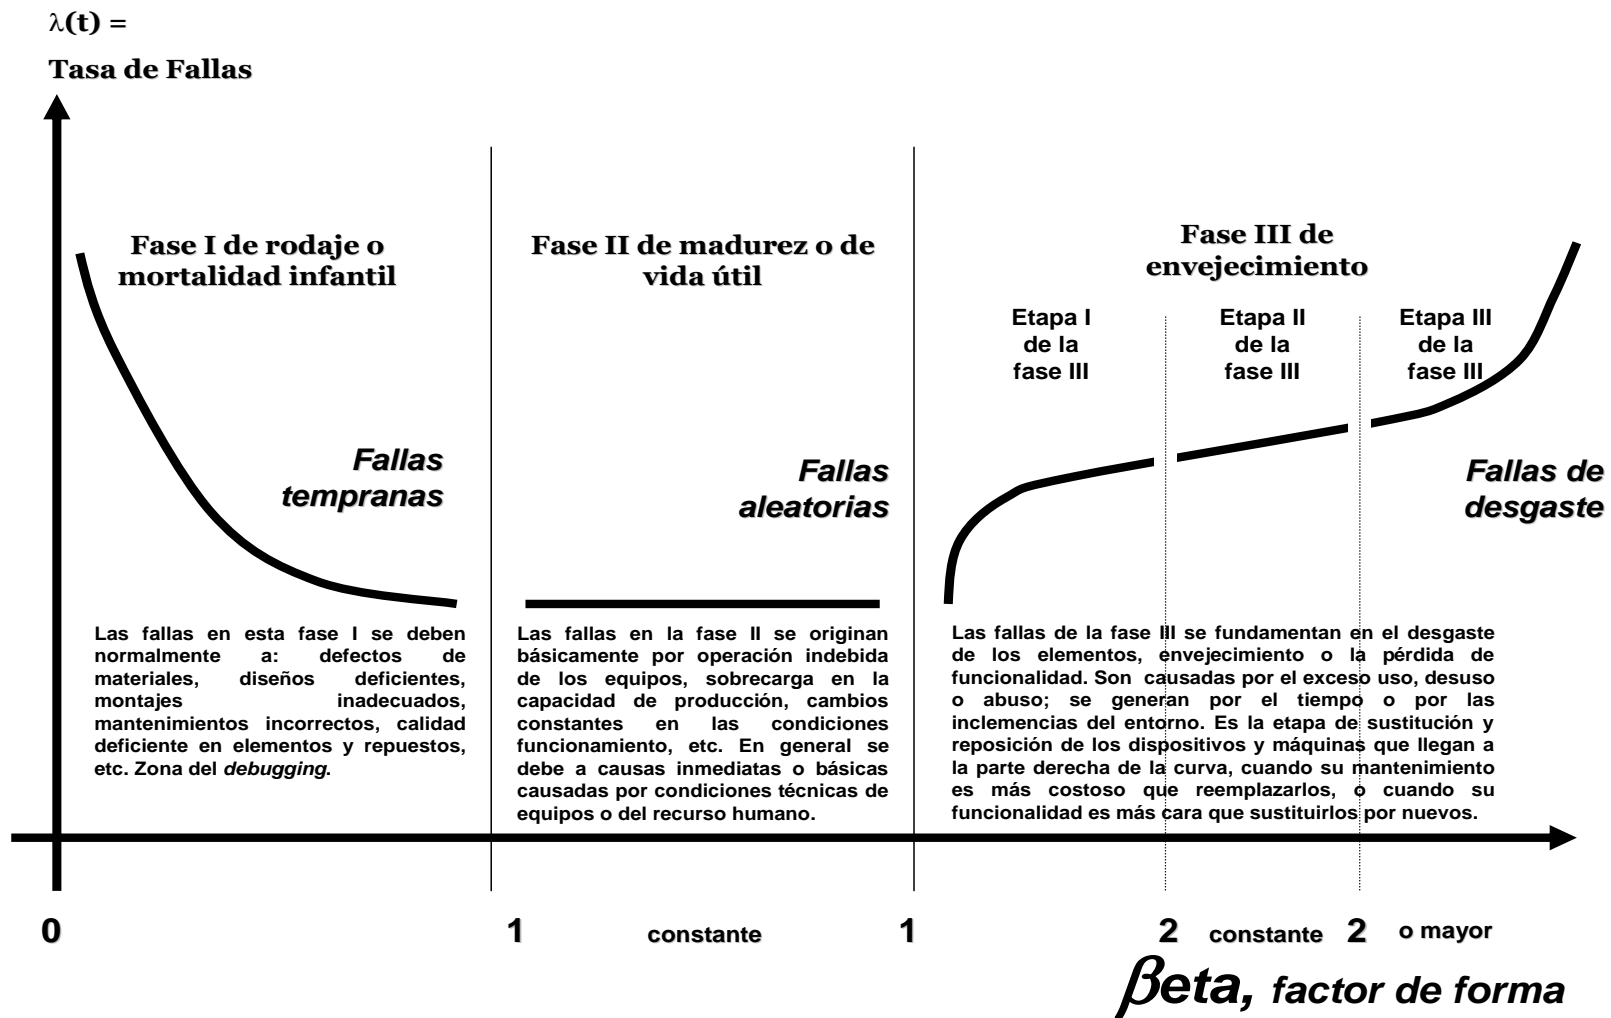 λ(t) =
Tasa de Fallas
Fase I de rodaje o
mortalidad infantil
Fallas
tempranas
Las fallas en esta fase I se deben
normalmente a: defectos de
materiales, diseños deficientes,
montajes inadecuados,
mantenimientos incorrectos, calidad
deficiente en elementos y repuestos,
etc. Zona del debugging.
Fase II de madurez o de
vida útil
Fallas
aleatorias
Las fallas en la fase II se originan
básicamente por operación indebida
de los equipos, sobrecarga en la
capacidad de producción, cambios
constantes en las condiciones
funcionamiento, etc. En general se
debe a causas inmediatas o básicas
causadas por condiciones técnicas de
equipos o del recurso humano.
Fase III de
envejecimiento
Etapa I
de la
fase III
Etapa II
de la
fase III
Etapa III
de la
fase III
Fallas de
desgaste
Las fallas de la fase III se fundamentan en el desgaste
de los elementos, envejecimiento o la pérdida de
funcionalidad. Son causadas por el exceso uso, desuso
o abuso; se generan por el tiempo o por las
inclemencias del entorno. Es la etapa de sustitución y
reposición de los dispositivos y máquinas que llegan a
la parte derecha de la curva, cuando su mantenimiento
es más costoso que reemplazarlos, o cuando su
funcionalidad es más cara que sustituirlos por nuevos.
0 1 constante 1 2 constante 2 o mayor
βeta, factor de forma